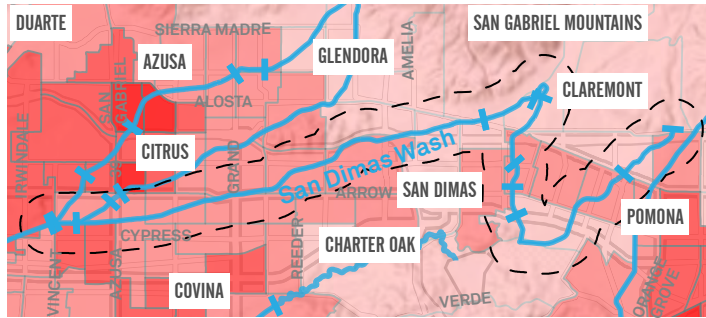 DUARTE
SIERRA MADRE
SAN GABRIEL MOUNTAINS
AZUSA
GLENDORA
AMELIA
SAN GABRIEL
ALOSTA
CLAREMONT
IRWINDALE
CITRUS
GRAND
San Dimas Wash
ARROW
SAN DIMAS
POMONA
CYPRESS
CHARTER OAK
REEDER
VINCENT
AZUSA
COVINA
VERDE
ORANGE GROVE